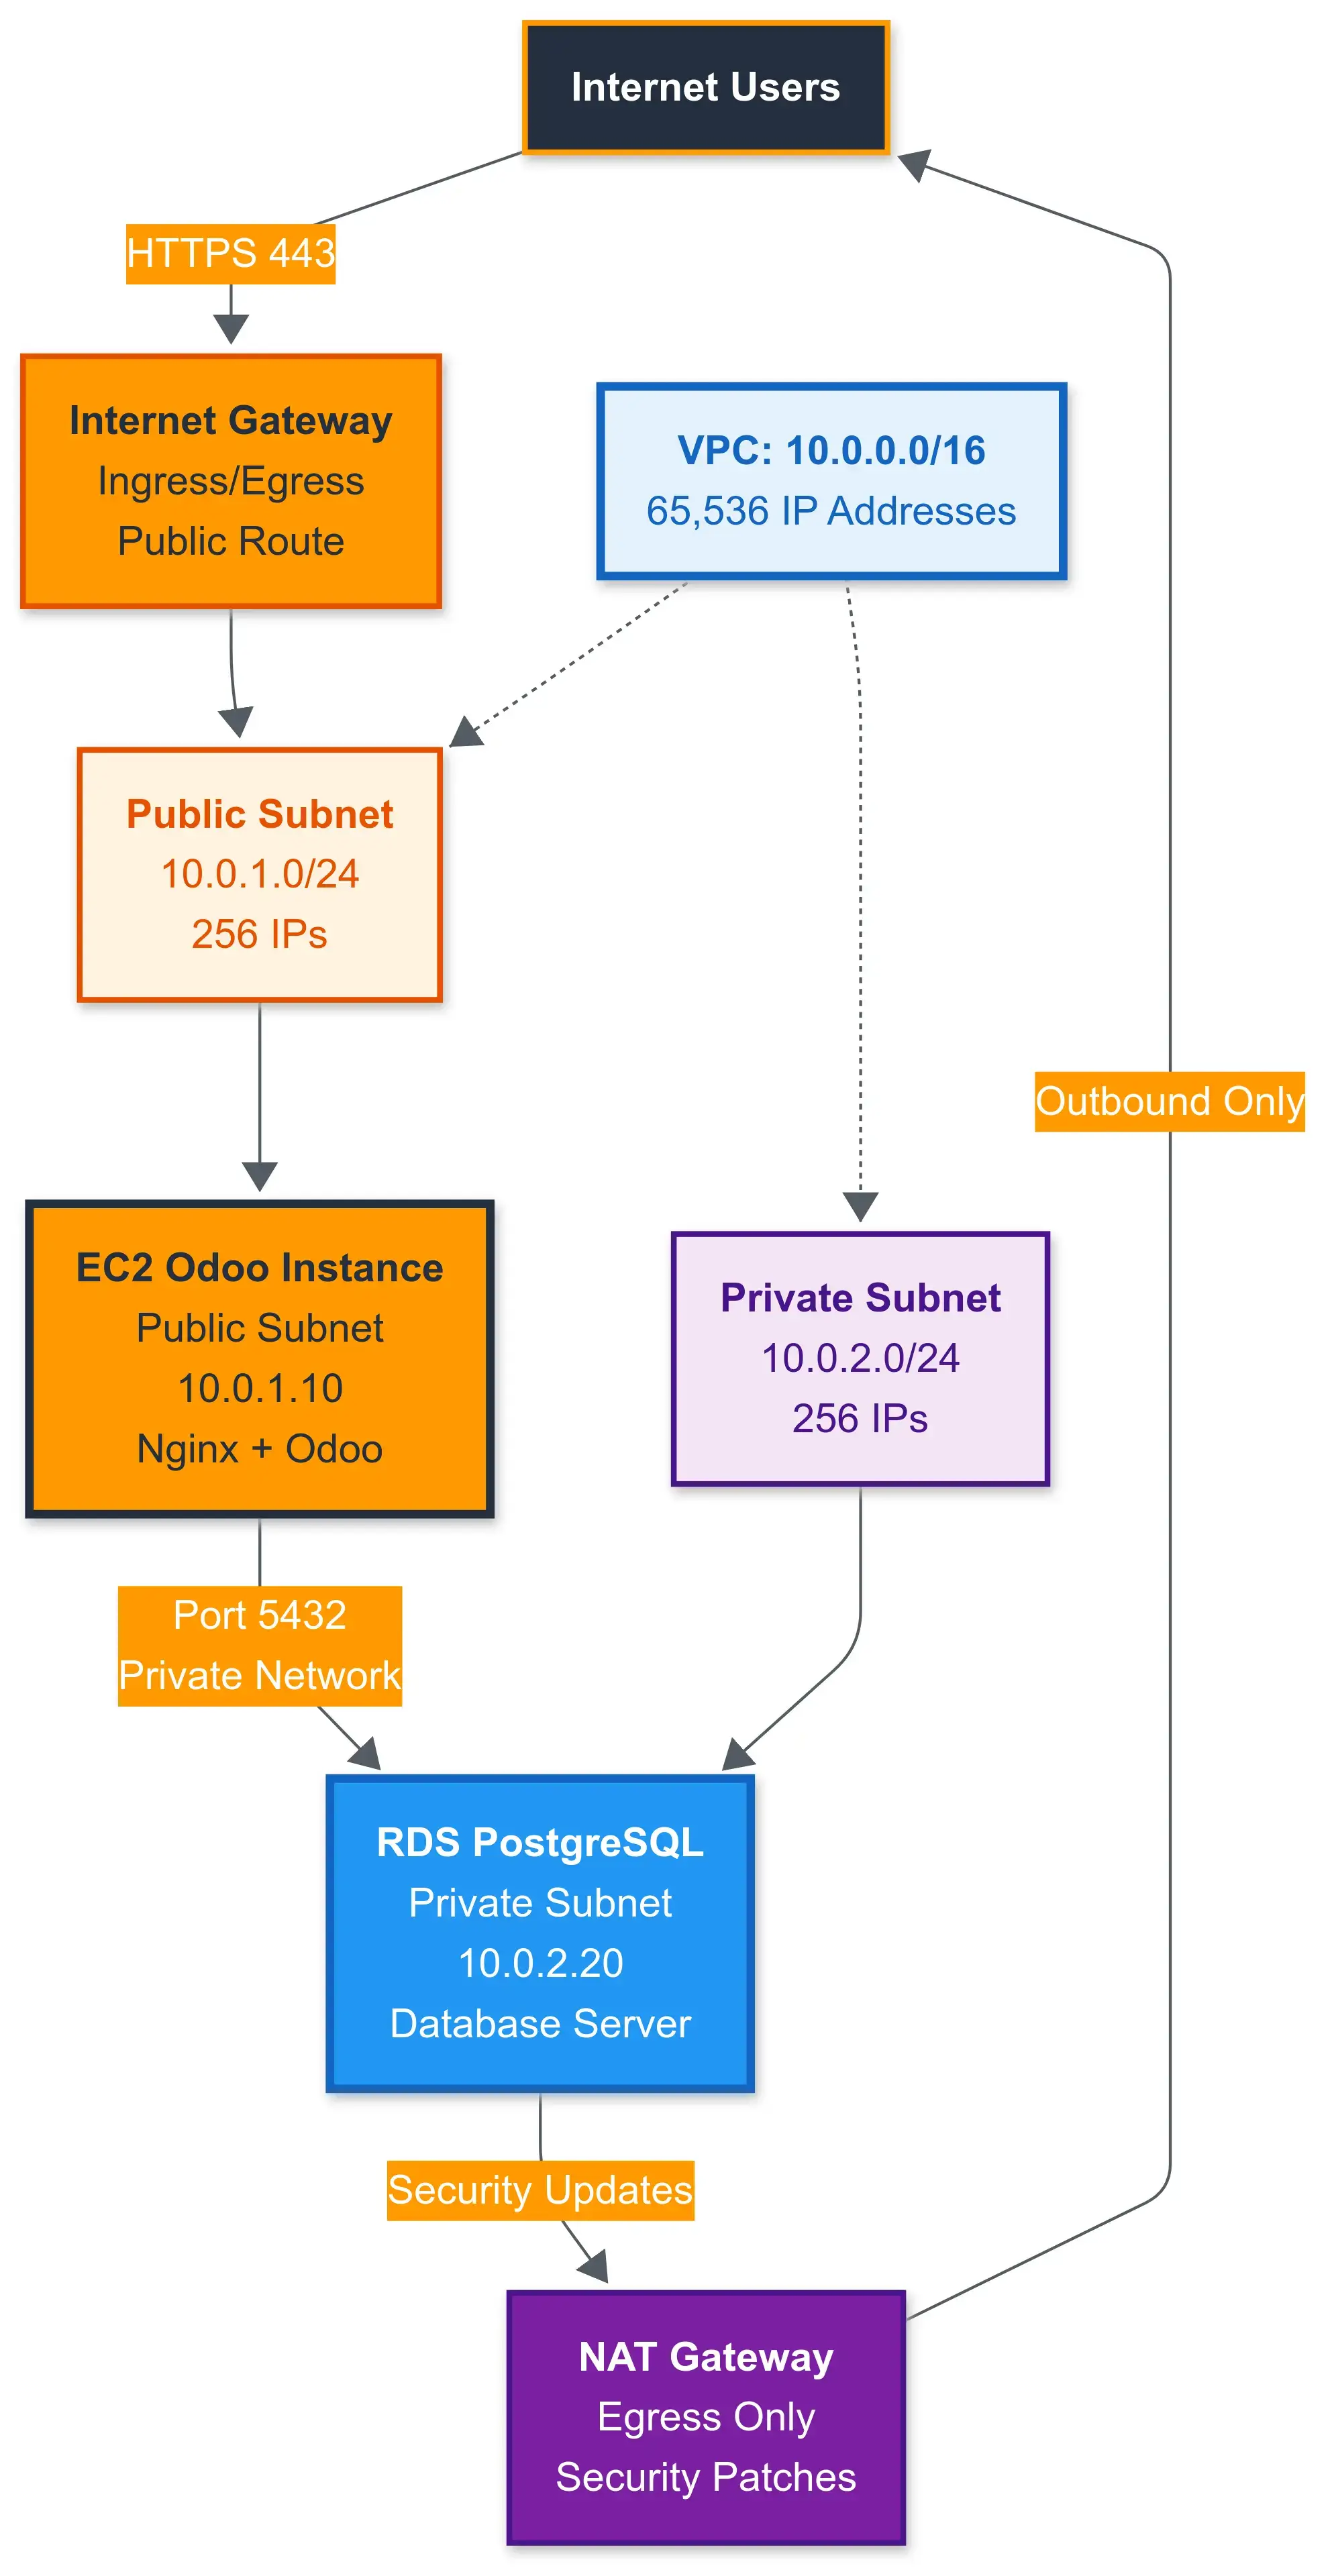 Internet Users
HTTPS 443
Internet Gateway
Ingress/Egress
Public Route
VPC: 10.0.0.0/16
65,536 IP Addresses
Public Subnet
10.0.1.0/24
256 IPs
Outbound Only
EC2 Odoo Instance
Public Subnet
10.0.1.10
Nginx + Odoo
Private Subnet
10.0.2.0/24
256 IPs
Port 5432
Private Network
RDS PostgreSQL
Private Subnet
10.0.2.20
Database Server
Security Updates
NAT Gateway
Egress Only
Security Patches